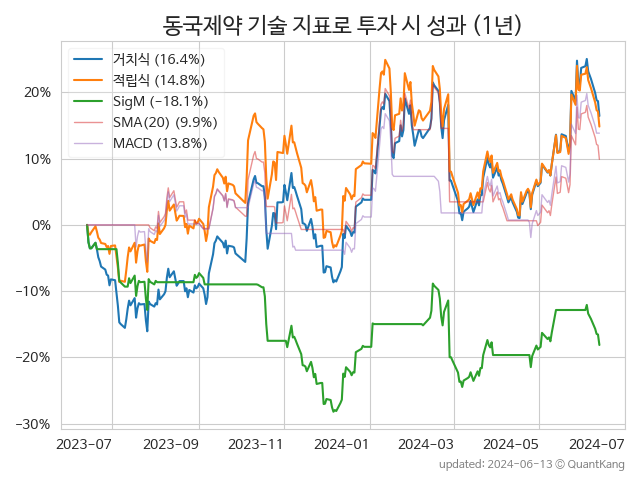 동국제약 기술 지표로 투자 시 성과 (1년)
거치식 (16.4%)
적립식 (14.8%)
SigM (−18.1%)
SMA(20) (9.9%)
MACD (13.8%)
20%
10%
0%
−10%
−20%
−30%
2023-07 2023-09 2023-11 2024-01 2024-03 2024-05 2024-07
updated: 2024-06-13 ⓒ QuantKang